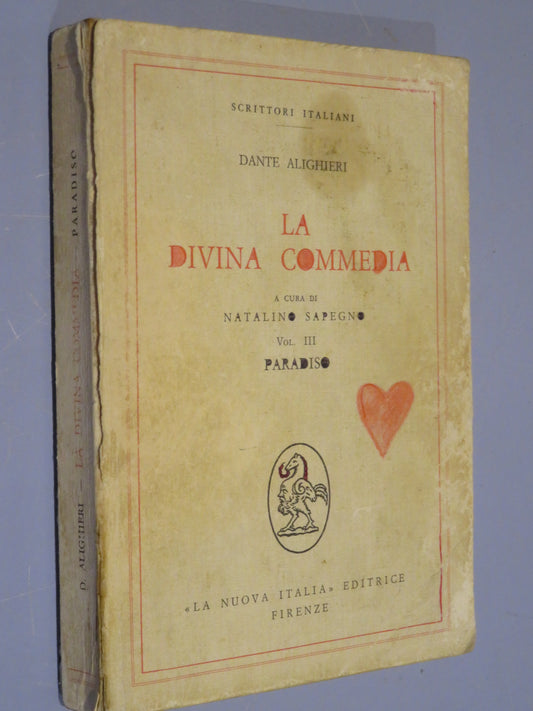 SCRITTORI ITALIANI
DANTE ALIGHIERI
LA
DIVINA COMMEDIA
A CURA DI
NATALINO SAPEGNO
VOL. III
PARADISO
«LA NUOVA ITALIA» EDITRICE
FIRENZE
D. ALIGHIERI - LA DIVINA COMMEDIA - PARADISO